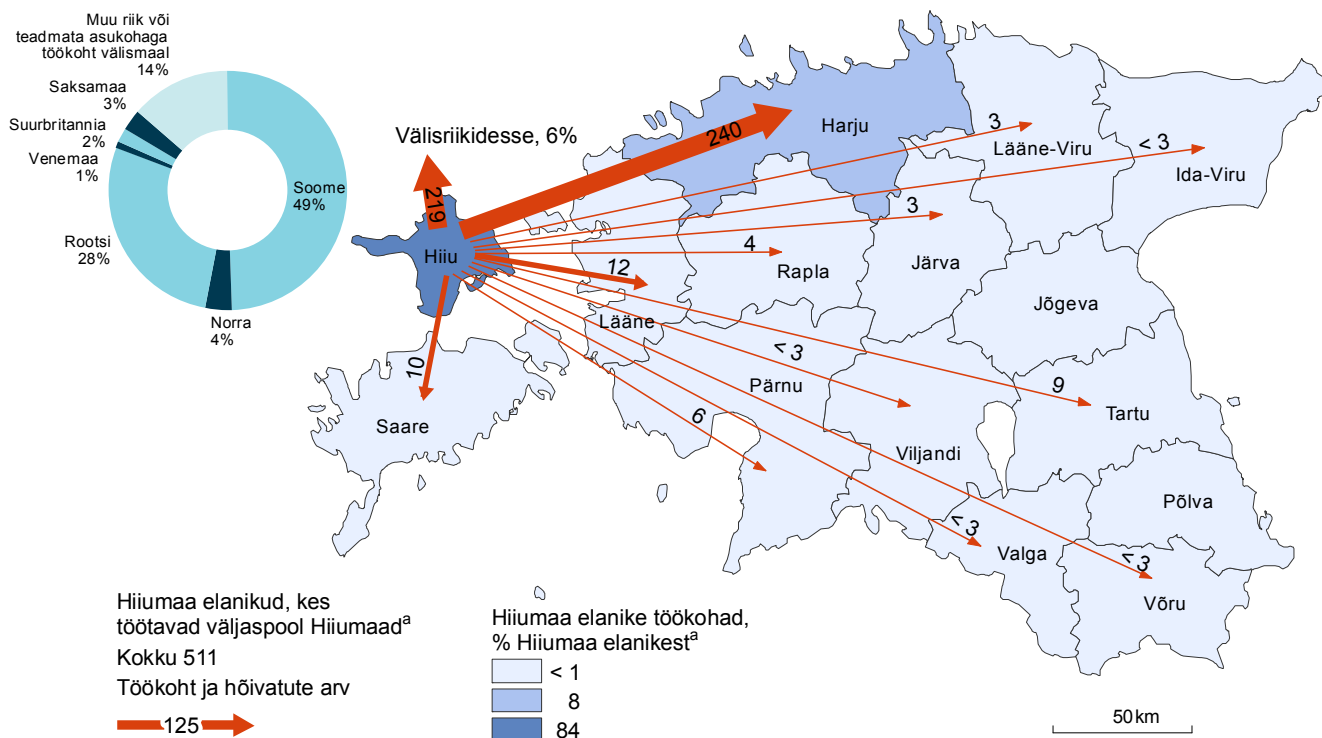 Muu riik või
teadmata asukohaga
töökoht välismaal
14%
Saksamaa
3%
Suurbritannia
2%
Venemaa
1%
Rootsi
28%
Norra
4%
Soome
49%
Välisriikidesse, 6%
219
240
Hiiu
Harju
3
Lääne-Viru
< 3
Ida-Viru
3
Järva
4
Rapla
12
Lääne
Jõgeva
10
Saare
< 3
Pärnu
6
9
Tartu
Viljandi
< 3
Valga
< 3
Võru
Põlva
Hiiumaa elanikud, kes
töötavad väljaspool Hiiumaadᵃ
Kokku 511
Töökoht ja hõivatute arv
125
Hiiumaa elanike töökohad,
% Hiiumaa elanikestᵃ
< 1
8
84
50 km